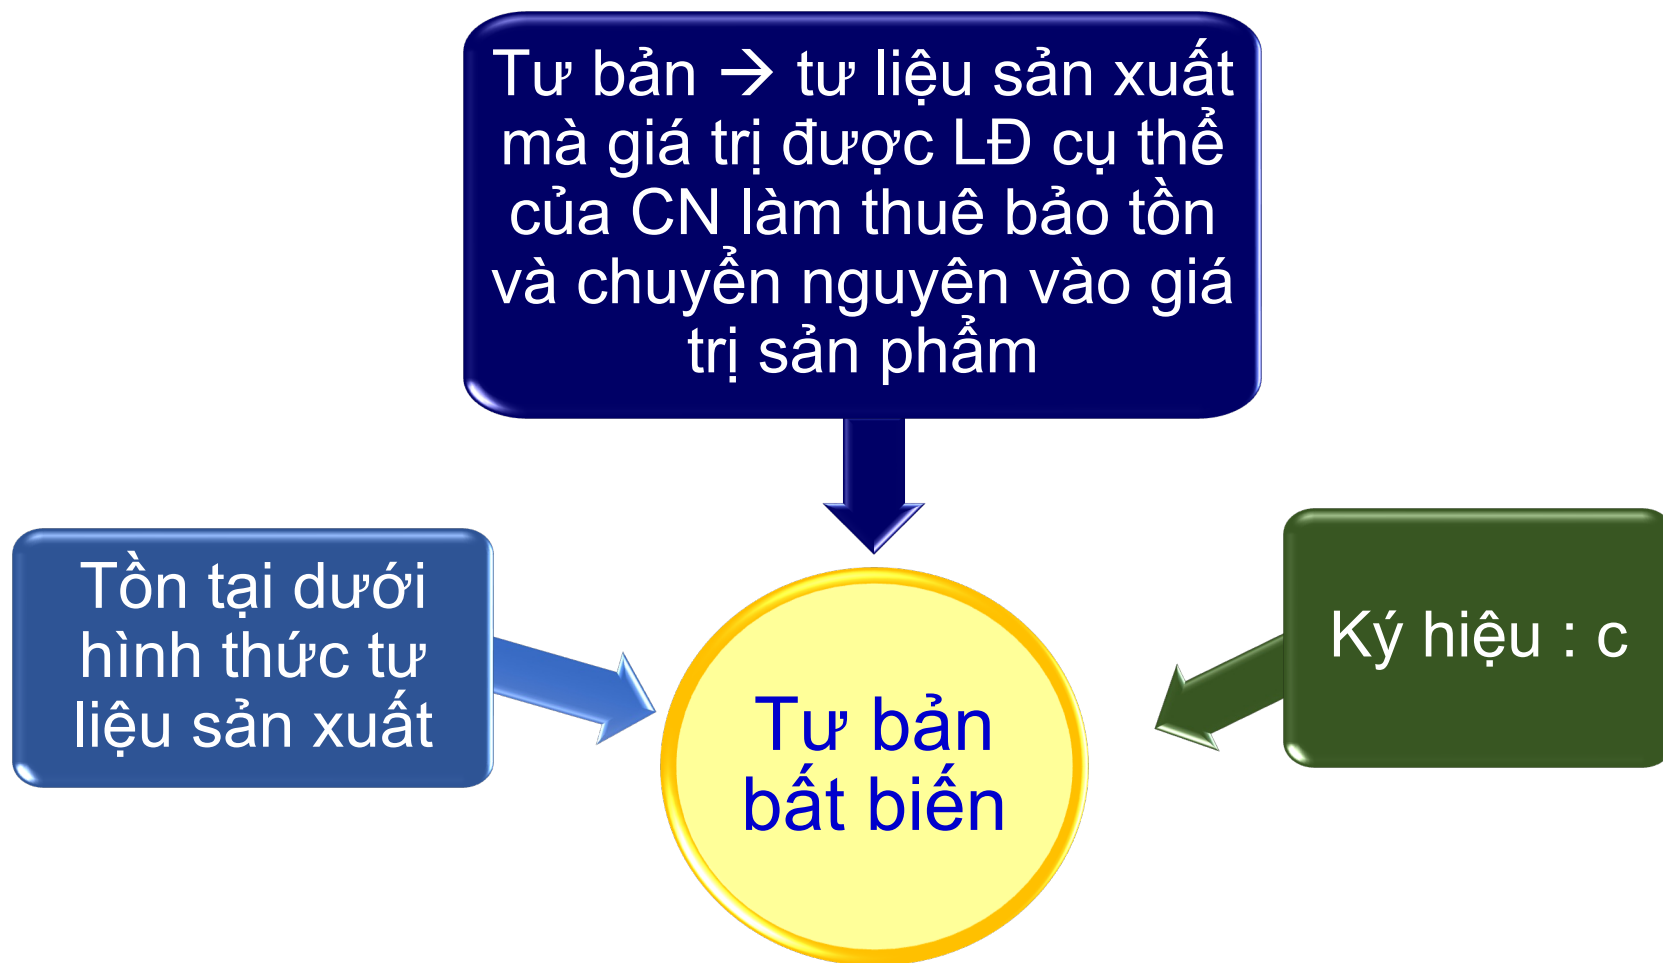 Tư bản → tư liệu sản xuất
mà giá trị được LĐ cụ thể
của CN làm thuê bảo tồn
và chuyển nguyên vào giá
trị sản phẩm
Tồn tại dưới
hình thức tư
liệu sản xuất
Ký hiệu : c
Tư bản
bất biến